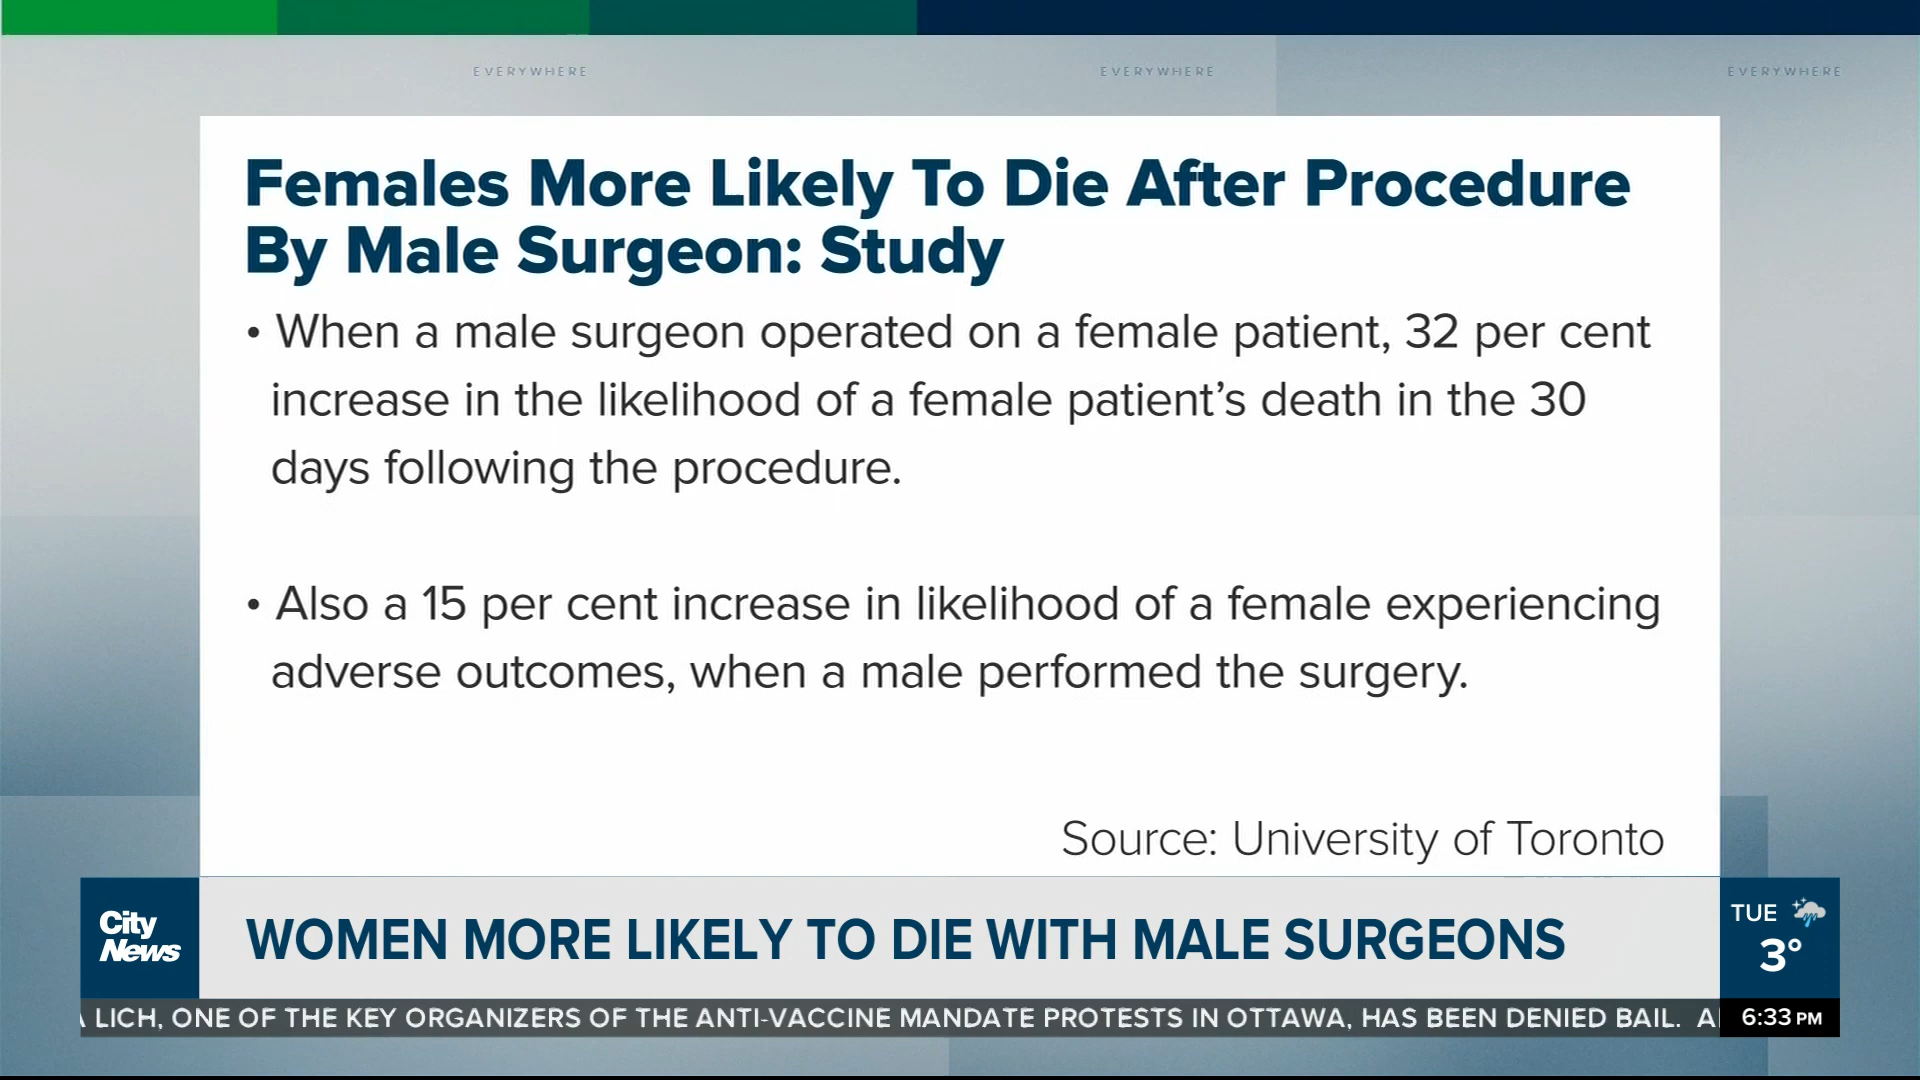 EVERYWHERE EVERYWHERE EVERYWHERE
Females More Likely To Die After Procedure
By Male Surgeon: Study
• When a male surgeon operated on a female patient, 32 per cent
increase in the likelihood of a female patient’s death in the 30
days following the procedure.
• Also a 15 per cent increase in likelihood of a female experiencing
adverse outcomes, when a male performed the surgery.
Source: University of Toronto
City
News
WOMEN MORE LIKELY TO DIE WITH MALE SURGEONS
TUE
3°
LICH, ONE OF THE KEY ORGANIZERS OF THE ANTI-VACCINE MANDATE PROTESTS IN OTTAWA, HAS BEEN DENIED BAIL.
6:33 PM